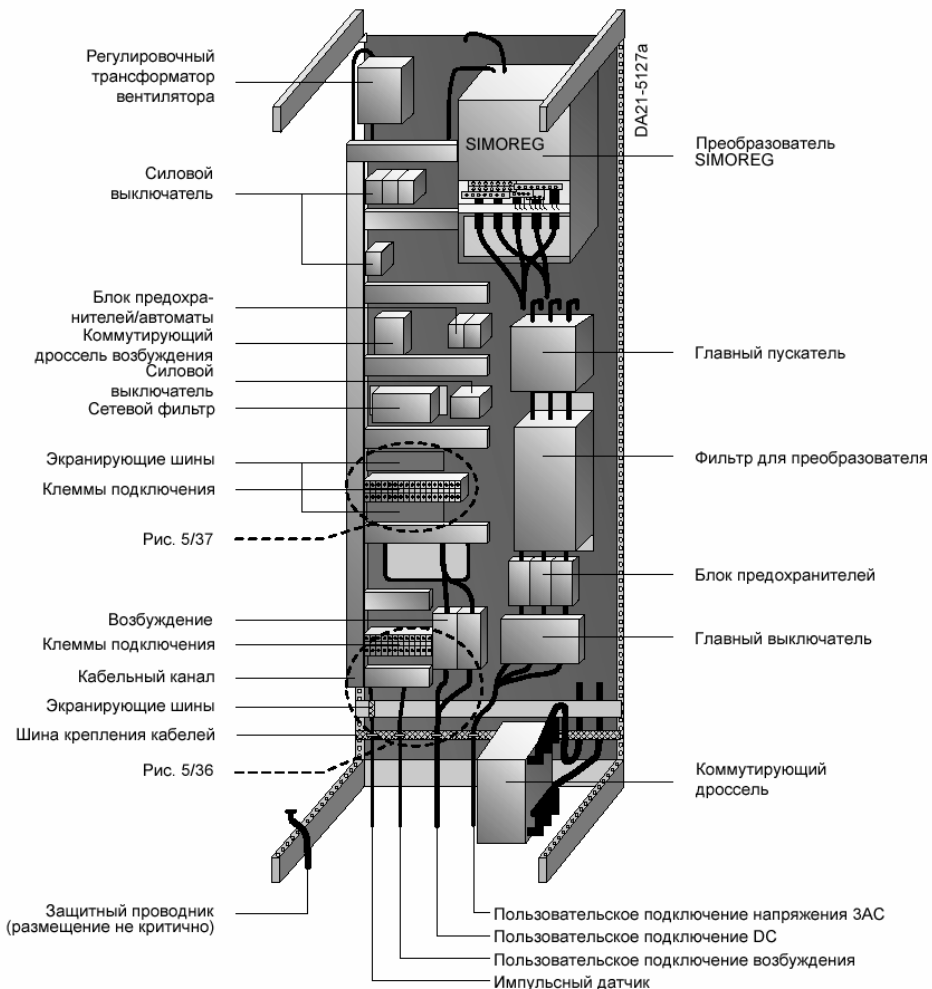 Регулировочный
трансформатор
вентилятора
Силовой
выключатель
Блок предохра-
нителей/автоматы
Коммутирующий
дроссель возбуждения
Силовой
выключатель
Сетевой фильтр
Экранирующие шины
Клеммы подключения
Рис. 5/37
Возбуждение
Клеммы подключения
Кабельный канал
Экранирующие шины
Шина крепления кабелей
Рис. 5/36
Защитный проводник
(размещение не критично)
SIMOREG
DA21-5127a
Преобразователь
SIMOREG
Главный пускатель
Фильтр для преобразователя
Блок предохранителей
Главный выключатель
Коммутирующий
дроссель
Пользовательское подключение напряжения 3AC
Пользовательское подключение DC
Пользовательское подключение возбуждения
Импульсный датчик